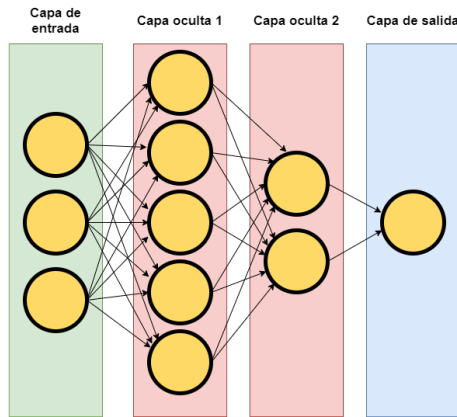 Capa de
entrada
Capa oculta 1
Capa oculta 2
Capa de salida